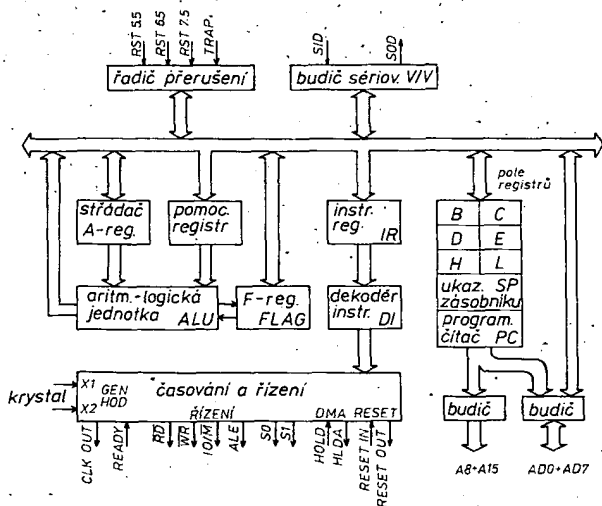 RST 5.5
RST 6.5
RST 7.5
TRAP
SID
SOD
řadič přerušení
budič sériov. V/V
pole
registrů
střádač
A-reg.
pomoc.
registr
instr.
reg.
IR
B C
D E
H L
ukaz. SP
zásobníku
program.
čítač PC
aritm.-logická
jednotka ALU
F-reg.
FLAG
dekodér
instr. DI
krystal
X1
X2
GEN
HOD
časování a řízení
ŘÍZENÍ
DMA RESET
budič
budič
CLK OUT
READY
R̅D̅
W̅R̅
IO/M̅
ALE
S0
S1
HOLD
HLDA
RESET IN
RESET OUT
A8÷A15
AD0÷AD7